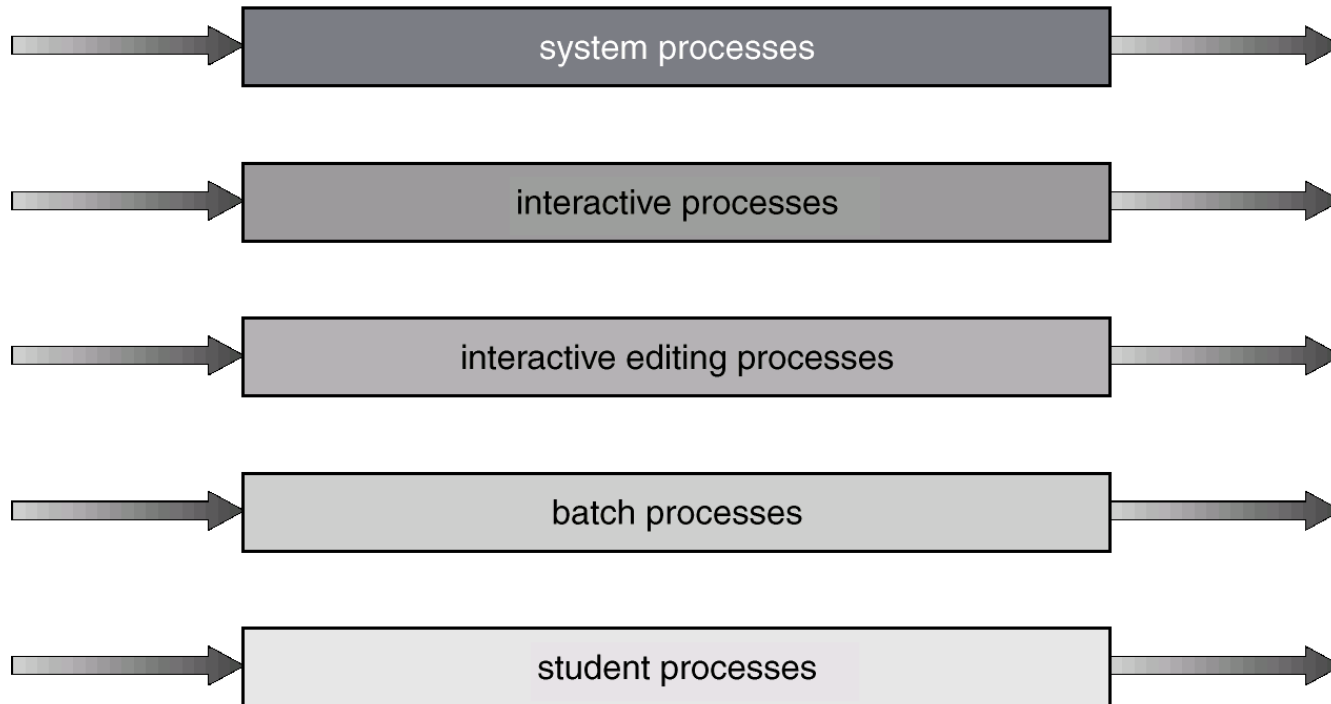 system processes
interactive processes
interactive editing processes
batch processes
student processes